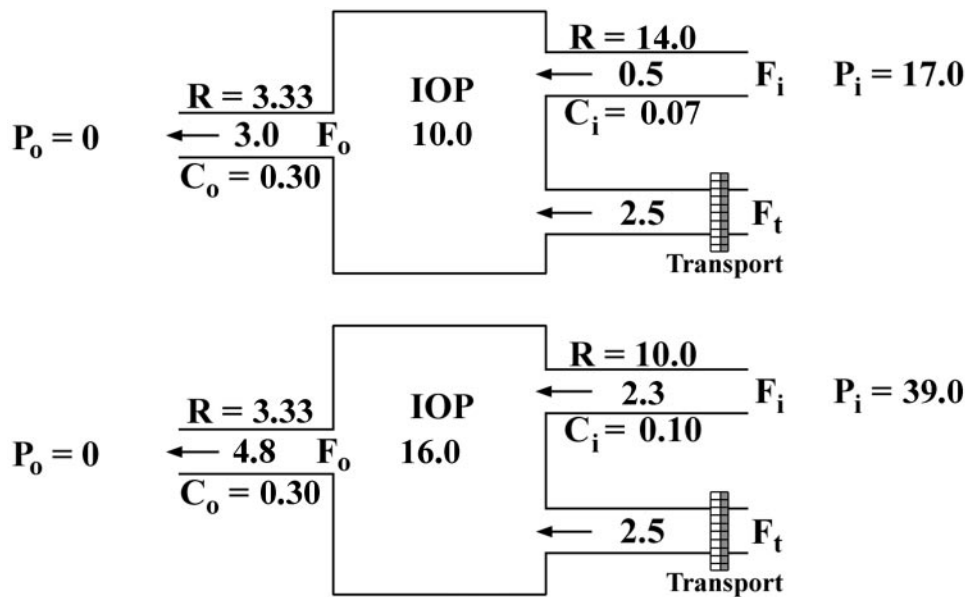 R = 14.0
0.5 F_i P_i = 17.0
C_i = 0.07
IOP
10.0
R = 3.33
P_o = 0 3.0 F_o
C_o = 0.30
2.5 F_t
Transport
R = 10.0
2.3 F_i P_i = 39.0
C_i = 0.10
IOP
16.0
R = 3.33
P_o = 0 4.8 F_o
C_o = 0.30
2.5 F_t
Transport